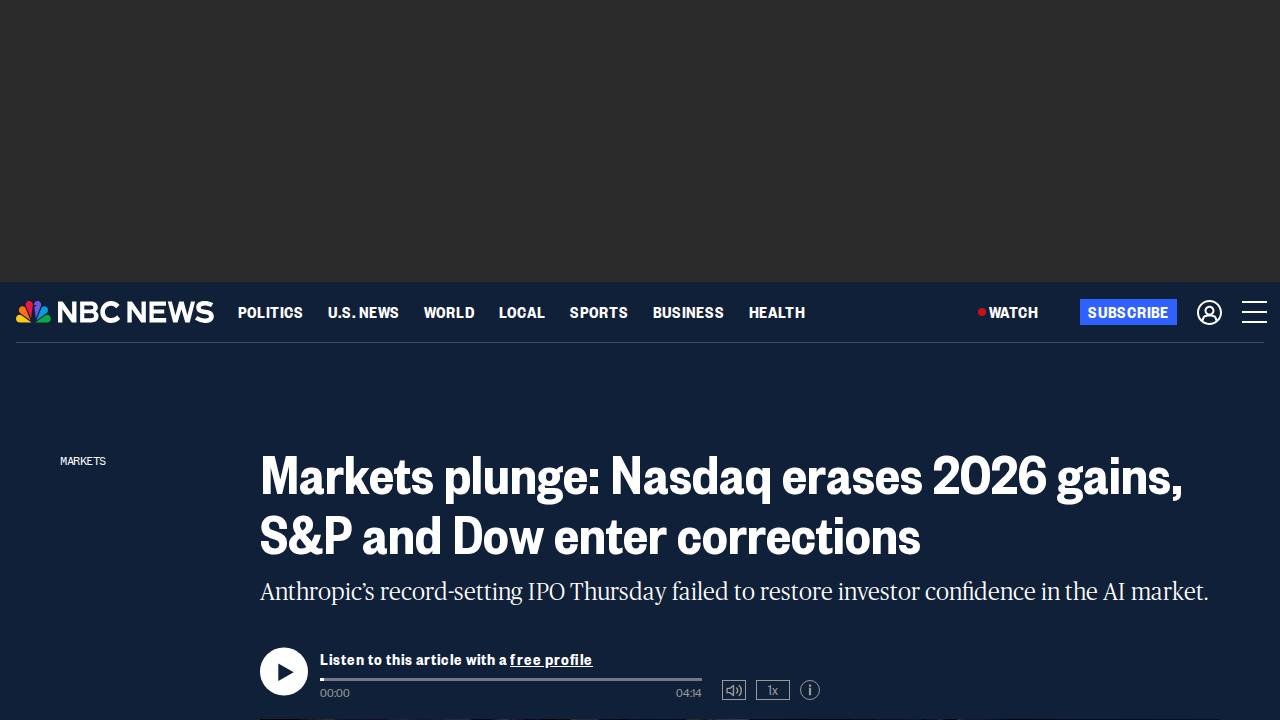 NBC NEWS POLITICS U.S. NEWS WORLD LOCAL SPORTS BUSINESS HEALTH WATCH SUBSCRIBE
MARKETS
Markets plunge: Nasdaq erases 2026 gains,
S&P and Dow enter corrections
Anthropic’s record-setting IPO Thursday failed to restore investor confidence in the AI market.
Listen to this article with a free profile
00:00 04:14 1x